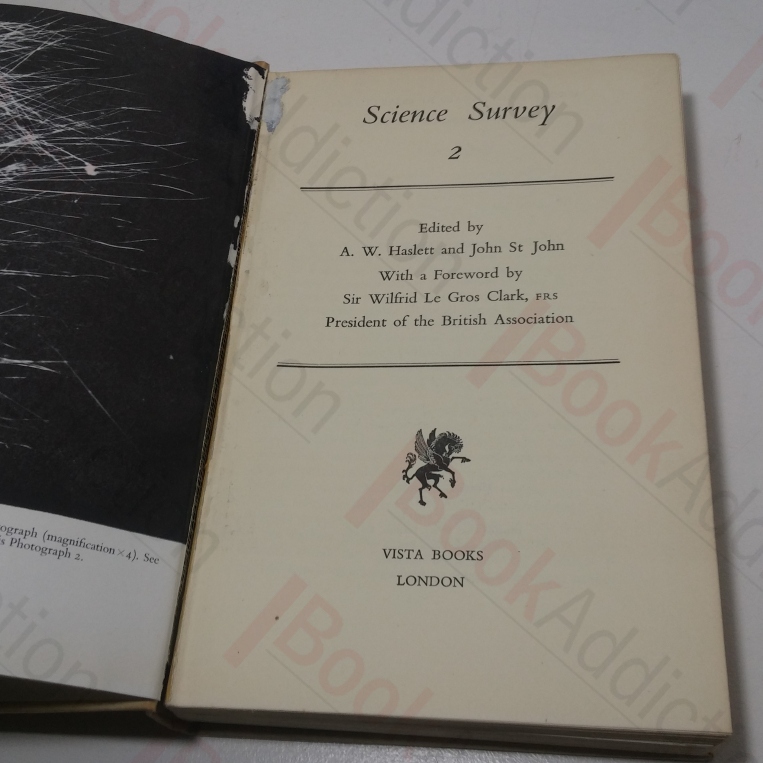 Science Survey
2
Edited by
A. W. Haslett and John St John
With a Foreword by
Sir Wilfrid Le Gros Clark, FRS
President of the British Association
VISTA BOOKS
LONDON
ograph (magnification × 4). See
s Photograph 2.
BookAddiction